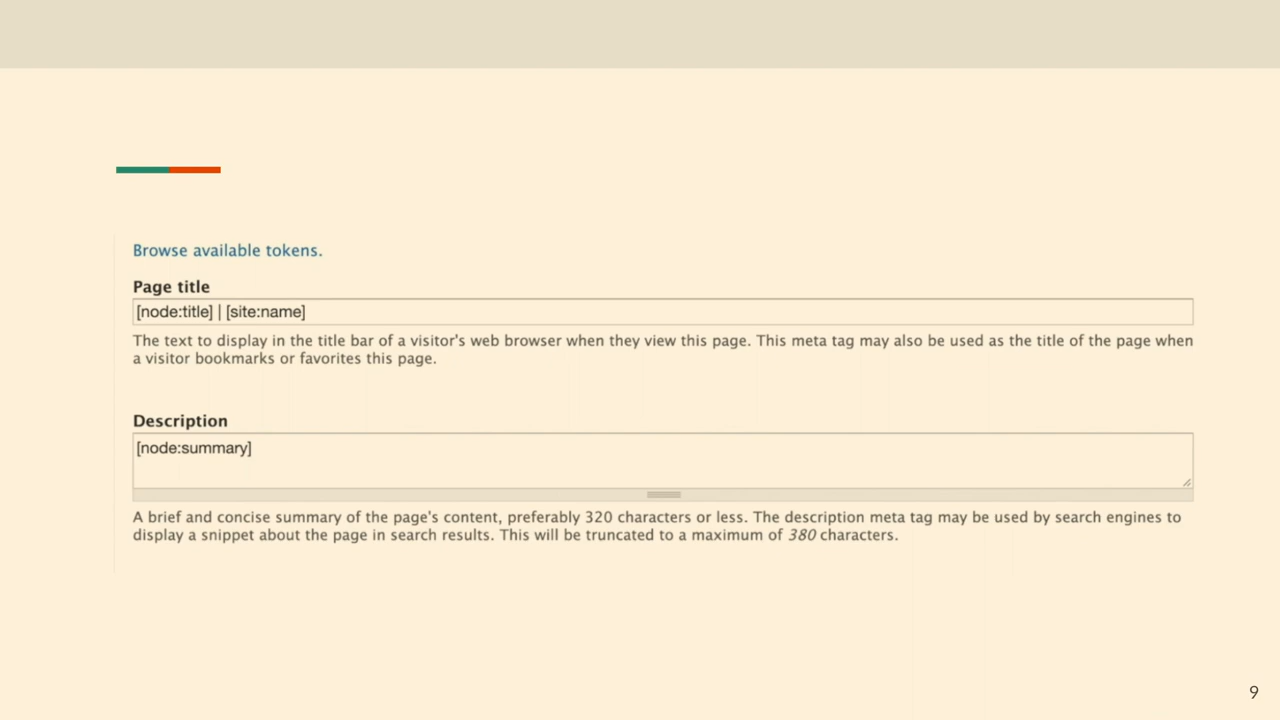 Browse available tokens.
Page title
[node:title] | [site:name]
The text to display in the title bar of a visitor's web browser when they view this page. This meta tag may also be used as the title of the page when
a visitor bookmarks or favorites this page.
Description
[node:summary]
A brief and concise summary of the page's content, preferably 320 characters or less. The description meta tag may be used by search engines to
display a snippet about the page in search results. This will be truncated to a maximum of 380 characters.
9